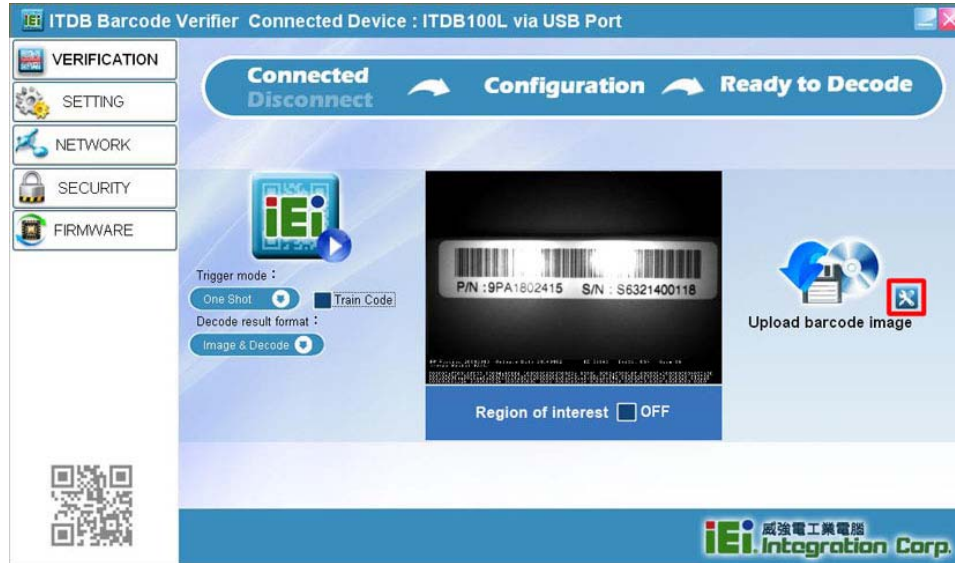 iEi ITDB Barcode Verifier Connected Device : ITDB100L via USB Port
VERIFICATION
SETTING
NETWORK
SECURITY
FIRMWARE
Connected
Disconnect
Configuration
Ready to Decode
iEi
Trigger mode :
One Shot
Train Code
Decode result format :
Image & Decode
P/N :9PA1802415 S/N : S6321400118
Region of interest OFF
Upload barcode image
iEi 威強電工業電腦
Integration Corp.